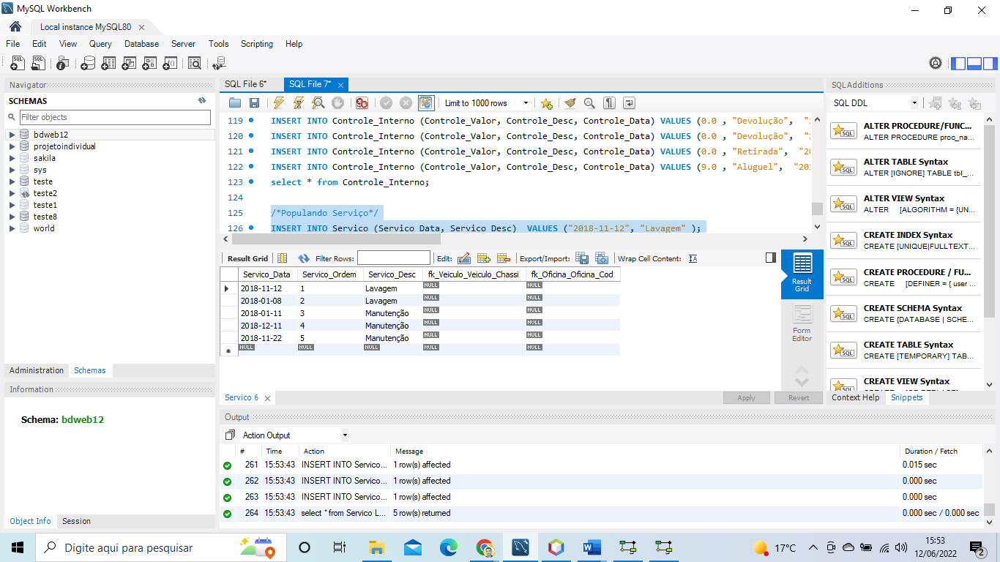 MySQL Workbench
Local instance MySQL80
File Edit View Query Database Server Tools Scripting Help
Navigator
SCHEMAS
Filter objects
bdweb12
projetoindividual
sakila
sys
teste
teste2
teste1
teste8
world
Administration Schemas
Information
Schema: bdweb12
Object Info Session
SQL File 6* SQL File 7*
Limit to 1000 rows
119 INSERT INTO Controle_Interno (Controle_Valor, Controle_Desc, Controle_Data) VALUES (0.0 , "Devolução",
120 INSERT INTO Controle_Interno (Controle_Valor, Controle_Desc, Controle_Data) VALUES (0.0 , "Devolução",
121 INSERT INTO Controle_Interno (Controle_Valor, Controle_Desc, Controle_Data) VALUES (0.0 , "Retirada", "20
122 INSERT INTO Controle_Interno (Controle_Valor, Controle_Desc, Controle_Data) VALUES (9.0 , "Aluguel", "201
123 select * from Controle_Interno;
124
125 /*Populando Serviço*/
126 INSERT INTO Servico (Servico_Data, Servico_Desc) VALUES ("2018-11-12", "Lavagem" );
Result Grid Filter Rows: Edit: Export/Import: Wrap Cell Content:
Servico_Data Servico_Ordem Servico_Desc fk_Veiculo_Veiculo_Chassi fk_Oficina_Oficina_Cod
2018-11-12 1 Lavagem NULL NULL
2018-01-08 2 Lavagem NULL NULL
2018-01-11 3 Manutenção NULL NULL
2018-12-11 4 Manutenção NULL NULL
2018-11-22 5 Manutenção NULL NULL
NULL NULL NULL NULL NULL
Result
Grid
Form
Editor
Servico 6
Apply Revert
Output
Action Output
# Time Action Message Duration / Fetch
261 15:53:43 INSERT INTO Servico... 1 row(s) affected 0.015 sec
262 15:53:43 INSERT INTO Servico... 1 row(s) affected 0.000 sec
263 15:53:43 INSERT INTO Servico... 1 row(s) affected 0.000 sec
264 15:53:43 select * from Servico L... 5 row(s) returned 0.000 sec / 0.000 sec
SQLAdditions
SQL DDL
ALTER PROCEDURE/FUNC...
ALTER PROCEDURE proc_na...
ALTER TABLE Syntax
ALTER [IGNORE] TABLE tbl_...
ALTER VIEW Syntax
ALTER [ALGORITHM = {UN...
CREATE INDEX Syntax
CREATE [UNIQUE|FULLTEXT...
CREATE PROCEDURE / FU...
CREATE [DEFINER = { user ...
CREATE SCHEMA Syntax
CREATE {DATABASE | SCHE...
CREATE TABLE Syntax
CREATE [TEMPORARY] TAB...
CREATE VIEW Syntax
Context Help Snippets
Digite aqui para pesquisar
17°C
15:53
12/06/2022
2